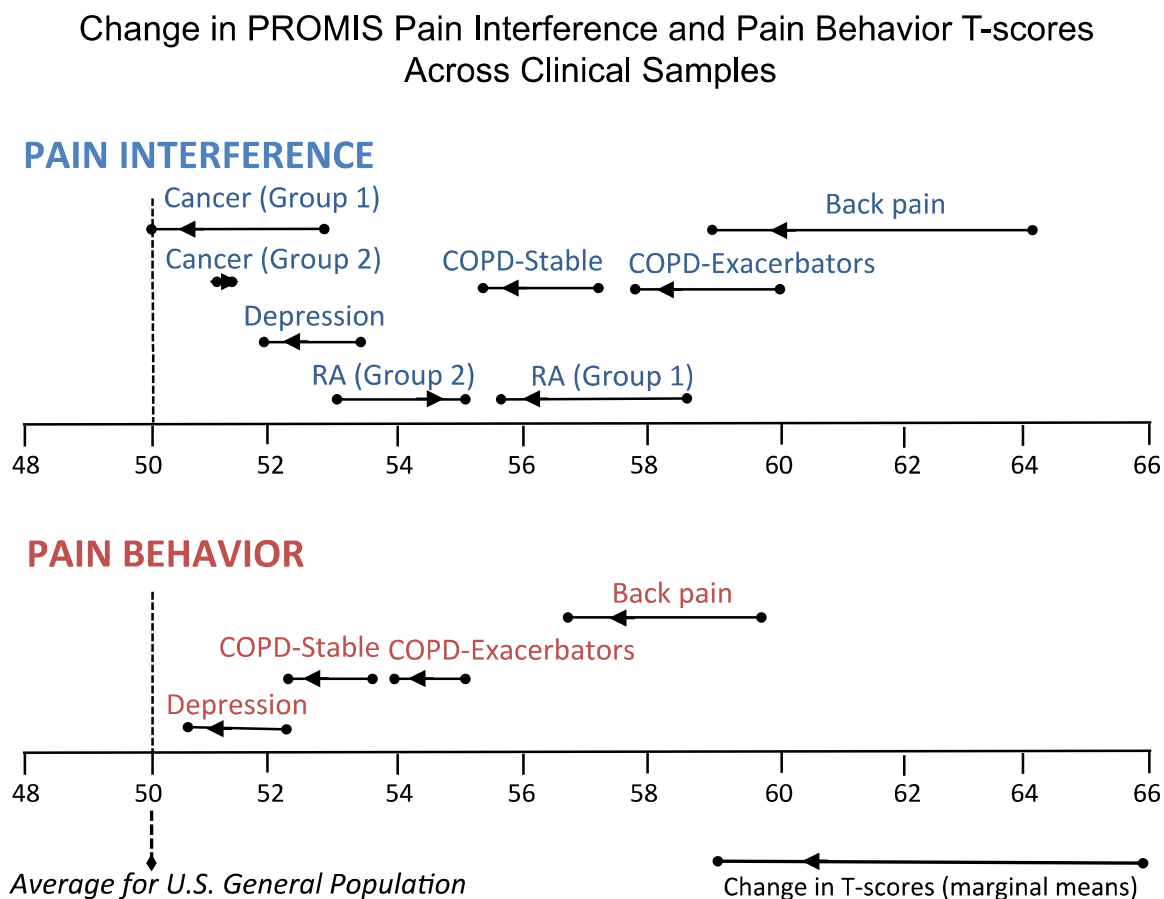 Change in PROMIS Pain Interference and Pain Behavior T-scores
Across Clinical Samples
PAIN INTERFERENCE
Cancer (Group 1)
Back pain
Cancer (Group 2)
COPD-Stable
COPD-Exacerbators
Depression
RA (Group 2)
RA (Group 1)
48 50 52 54 56 58 60 62 64 66
PAIN BEHAVIOR
Back pain
COPD-Stable
COPD-Exacerbators
Depression
48 50 52 54 56 58 60 62 64 66
Average for U.S. General Population
Change in T-scores (marginal means)